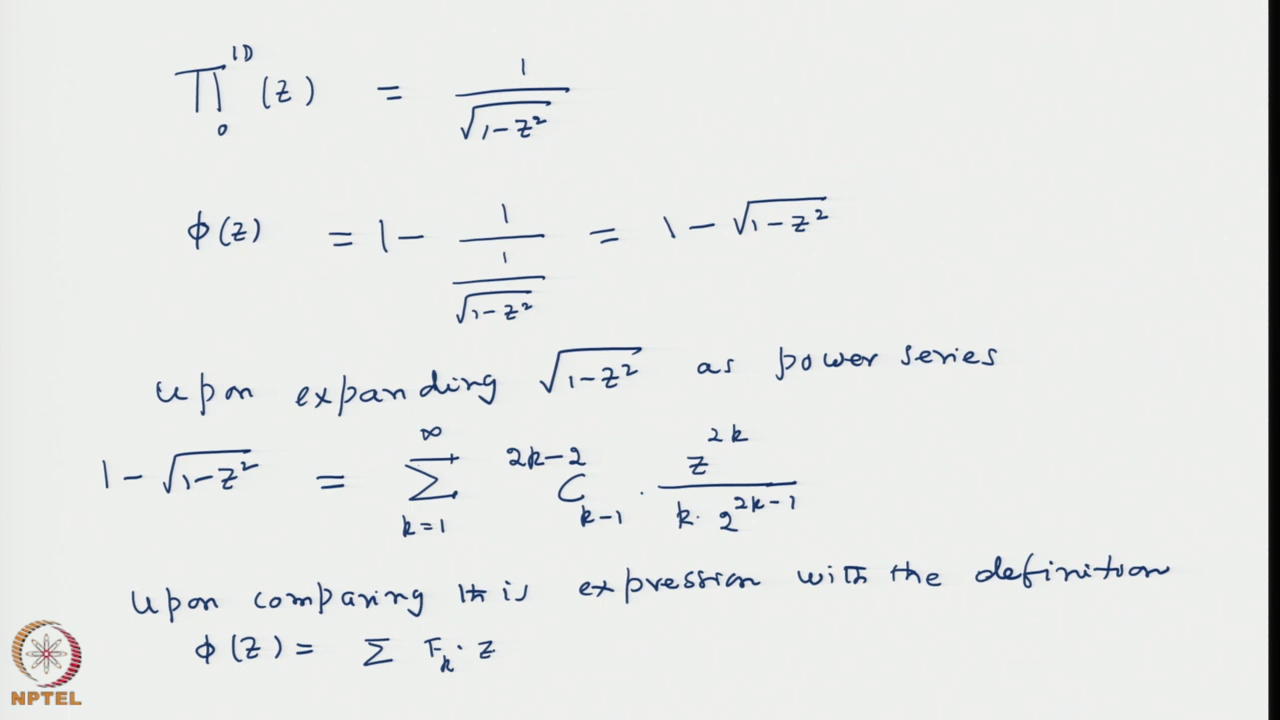 ∏₀^{1D} (z) = 1/√(1-z²)
ϕ(z) = 1 - 1/(1/√(1-z²)) = 1 - √(1-z²)
upon expanding √(1-z²) as power series
1 - √(1-z²) = ∑_{k=1}^{∞} ^{2k-2}C_{k-1} · z^{2k}/(k · 2^{2k-1})
upon comparing this expression with the definition
ϕ(z) = ∑ F_k · z
NPTEL